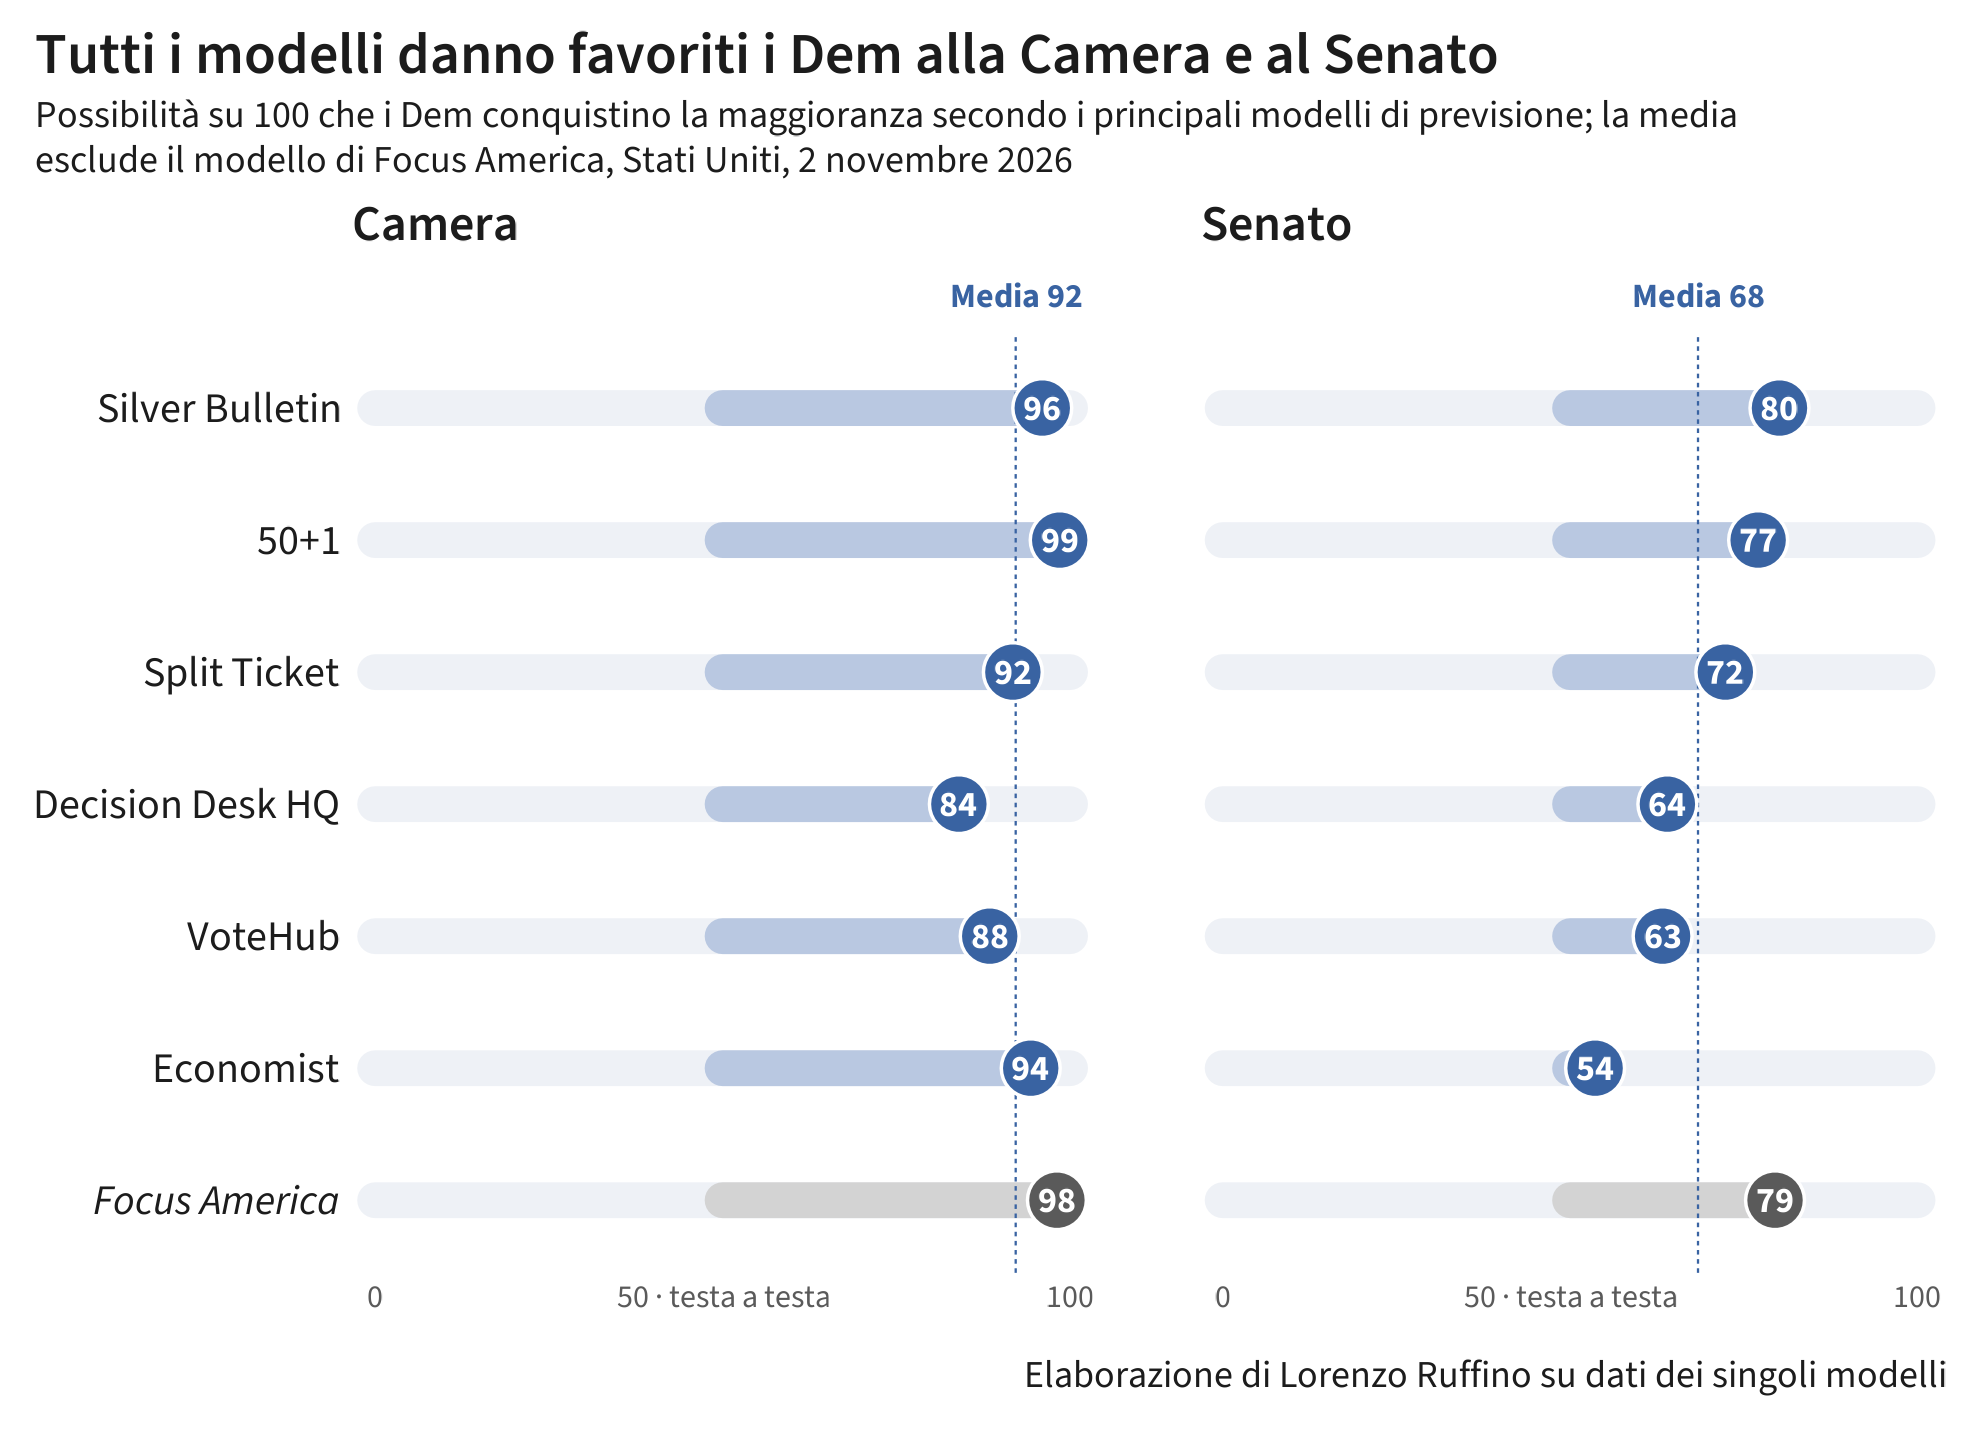 Tutti i modelli danno favoriti i Dem alla Camera e al Senato
Possibilità su 100 che i Dem conquistino la maggioranza secondo i principali modelli di previsione; la media
esclude il modello di Focus America, Stati Uniti, 2 novembre 2026
Camera Senato
Media 92 Media 68
Silver Bulletin 96 80
50+1 99 77
Split Ticket 92 72
Decision Desk HQ 84 64
VoteHub 88 63
Economist 94 54
Focus America 98 79
0 50 · testa a testa 100 0 50 · testa a testa 100
Elaborazione di Lorenzo Ruffino su dati dei singoli modelli